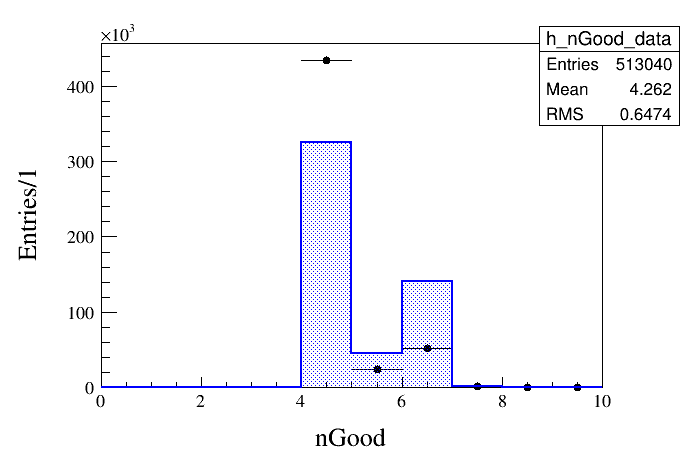 ×10³
h_nGood_data
Entries 513040
Mean 4.262
RMS 0.6474
400
300
200
100
0
Entries/1
0 2 4 6 8 10
nGood